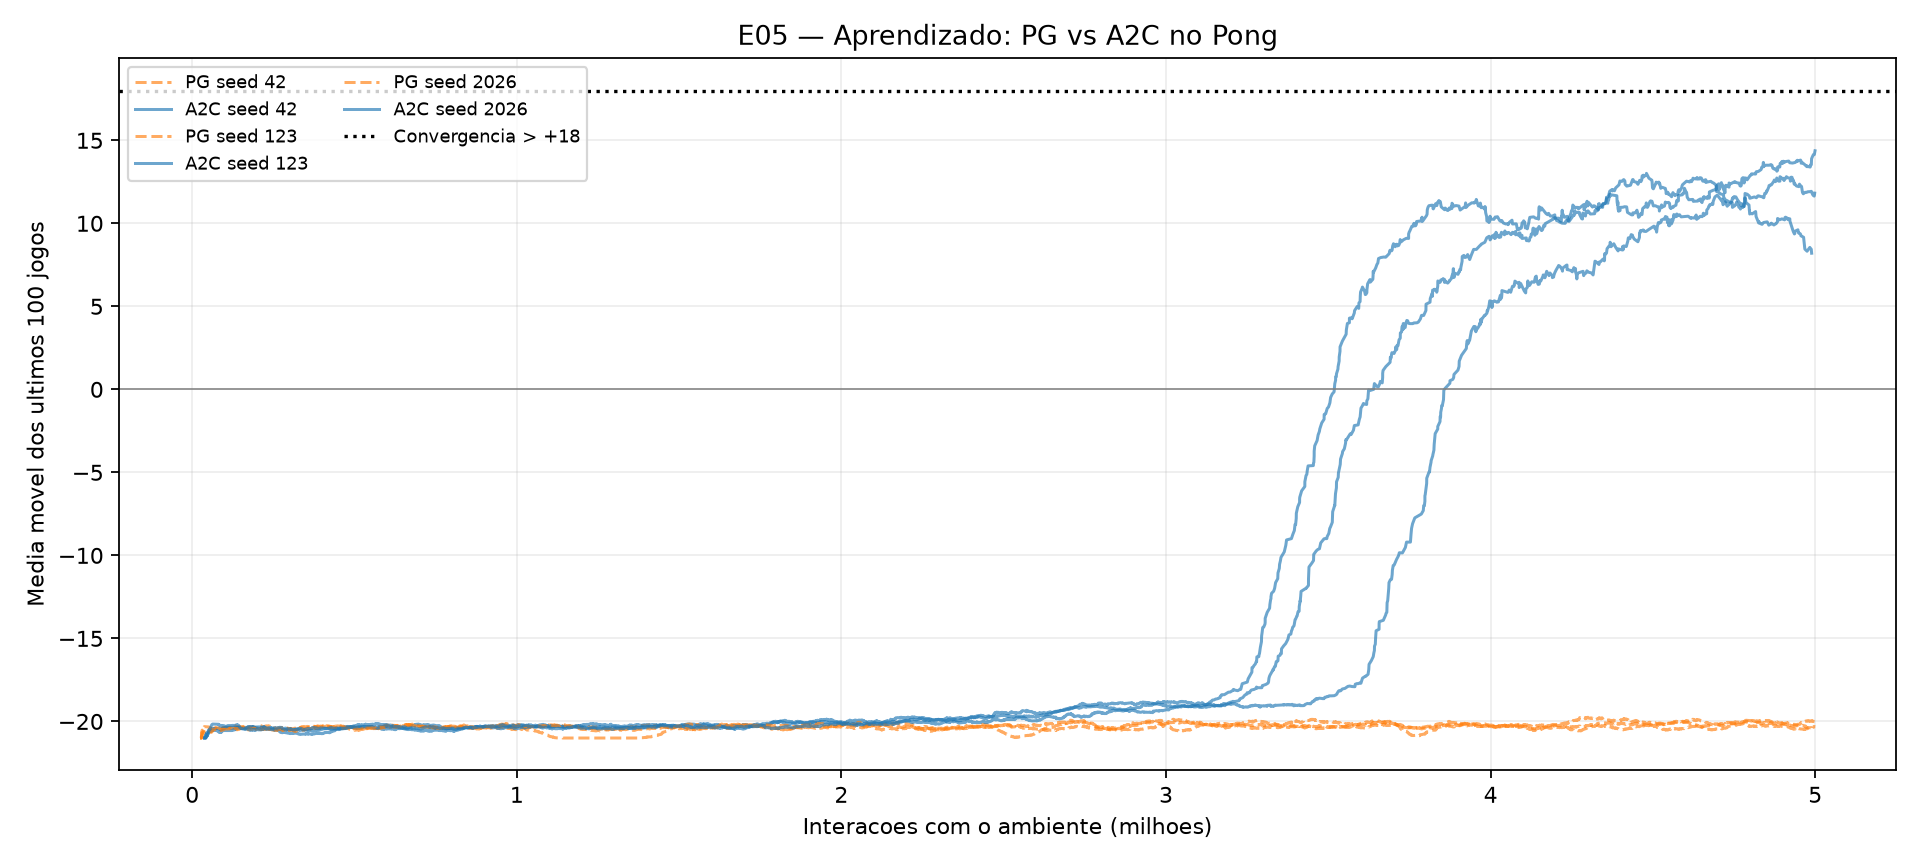 E05 — Aprendizado: PG vs A2C no Pong
PG seed 42
A2C seed 42
PG seed 123
A2C seed 123
PG seed 2026
A2C seed 2026
Convergencia > +18
Media movel dos ultimos 100 jogos
15
10
5
0
−5
−10
−15
−20
0 1 2 3 4 5
Interacoes com o ambiente (milhoes)